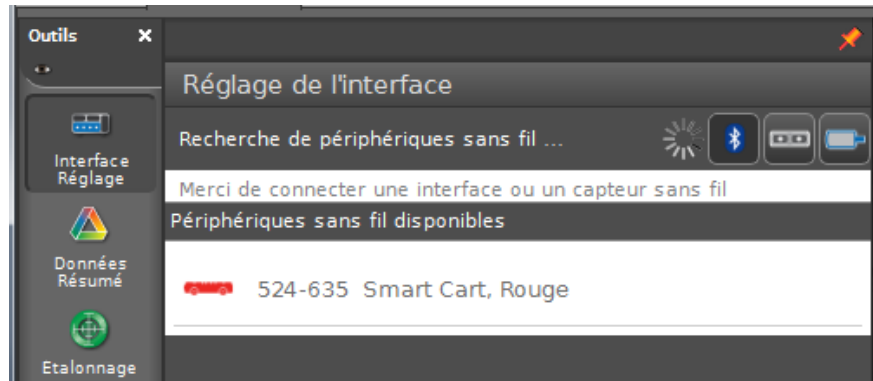 Outils
Interface
Réglage
Données
Résumé
Etalonnage
Réglage de l'interface
Recherche de périphériques sans fil ...
Merci de connecter une interface ou un capteur sans fil
Périphériques sans fil disponibles
524-635 Smart Cart, Rouge